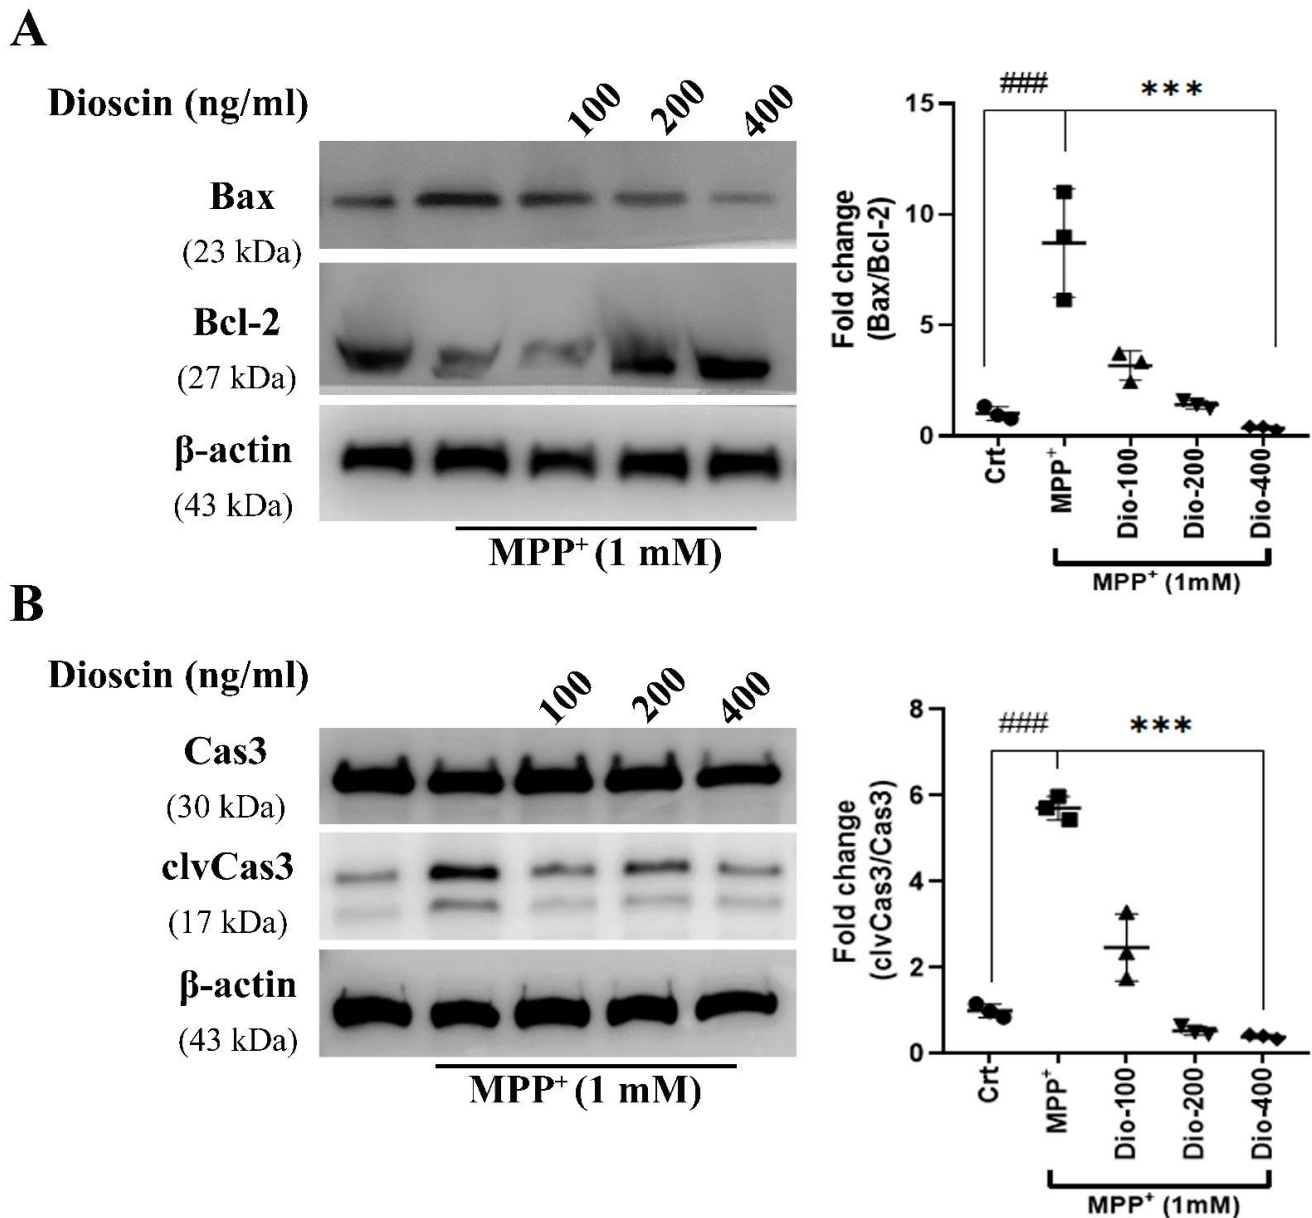 A
Dioscin (ng/ml)
100 200 400
Bax
(23 kDa)
Bcl-2
(27 kDa)
β-actin
(43 kDa)
MPP⁺ (1 mM)
### ***
Fold change
(Bax/Bcl-2)
15
10
5
0
Crt
MPP⁺
Dio-100
Dio-200
Dio-400
MPP⁺ (1mM)
B
Dioscin (ng/ml)
100 200 400
Cas3
(30 kDa)
clvCas3
(17 kDa)
β-actin
(43 kDa)
MPP⁺ (1 mM)
### ***
Fold change
(clvCas3/Cas3)
8
6
4
2
0
Crt
MPP⁺
Dio-100
Dio-200
Dio-400
MPP⁺ (1mM)